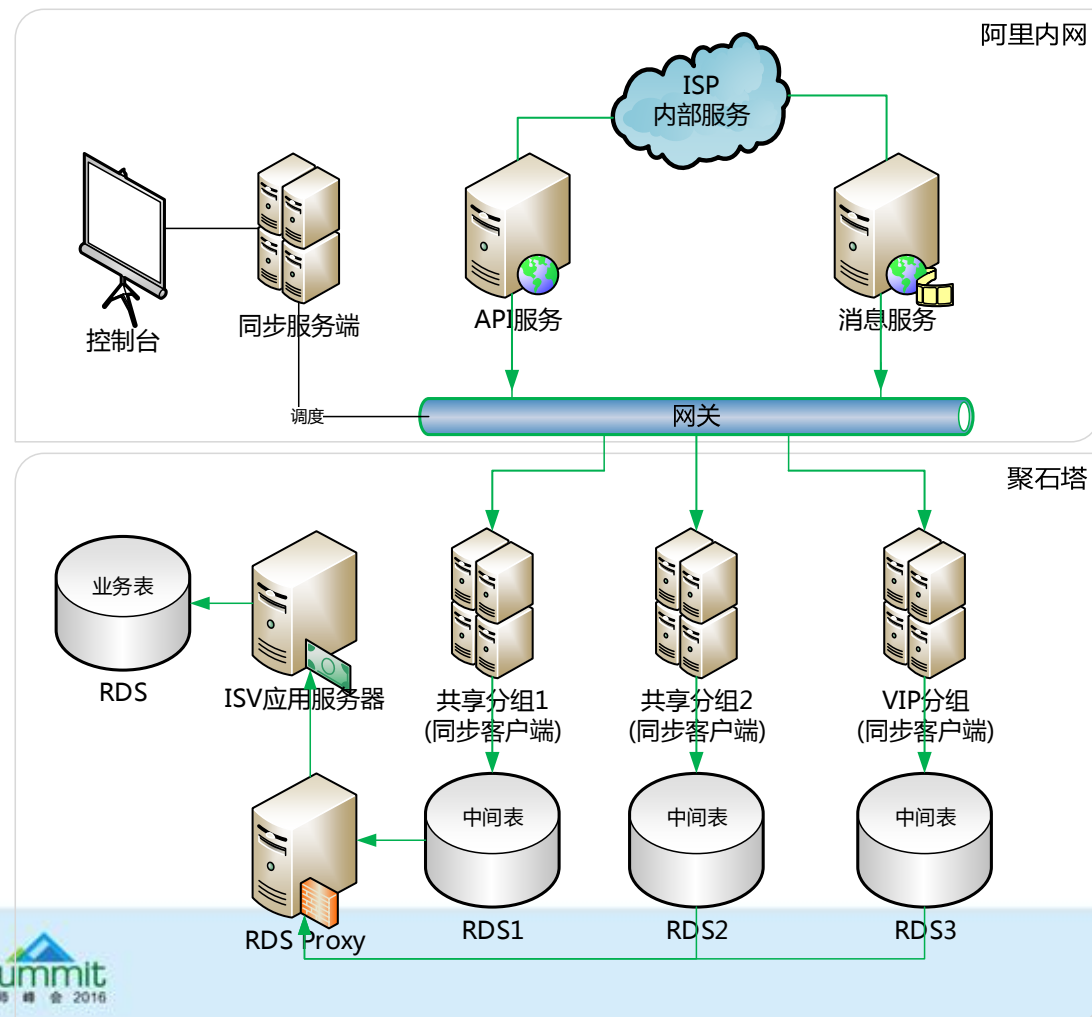 阿里内网
ISP
内部服务
控制台
同步服务端
API服务
消息服务
调度
网关
聚石塔
业务表
RDS
ISV应用服务器
共享分组1
(同步客户端)
共享分组2
(同步客户端)
VIP分组
(同步客户端)
中间表
中间表
中间表
RDS Proxy
RDS1
RDS2
RDS3
ummit
师 峰 会 2016